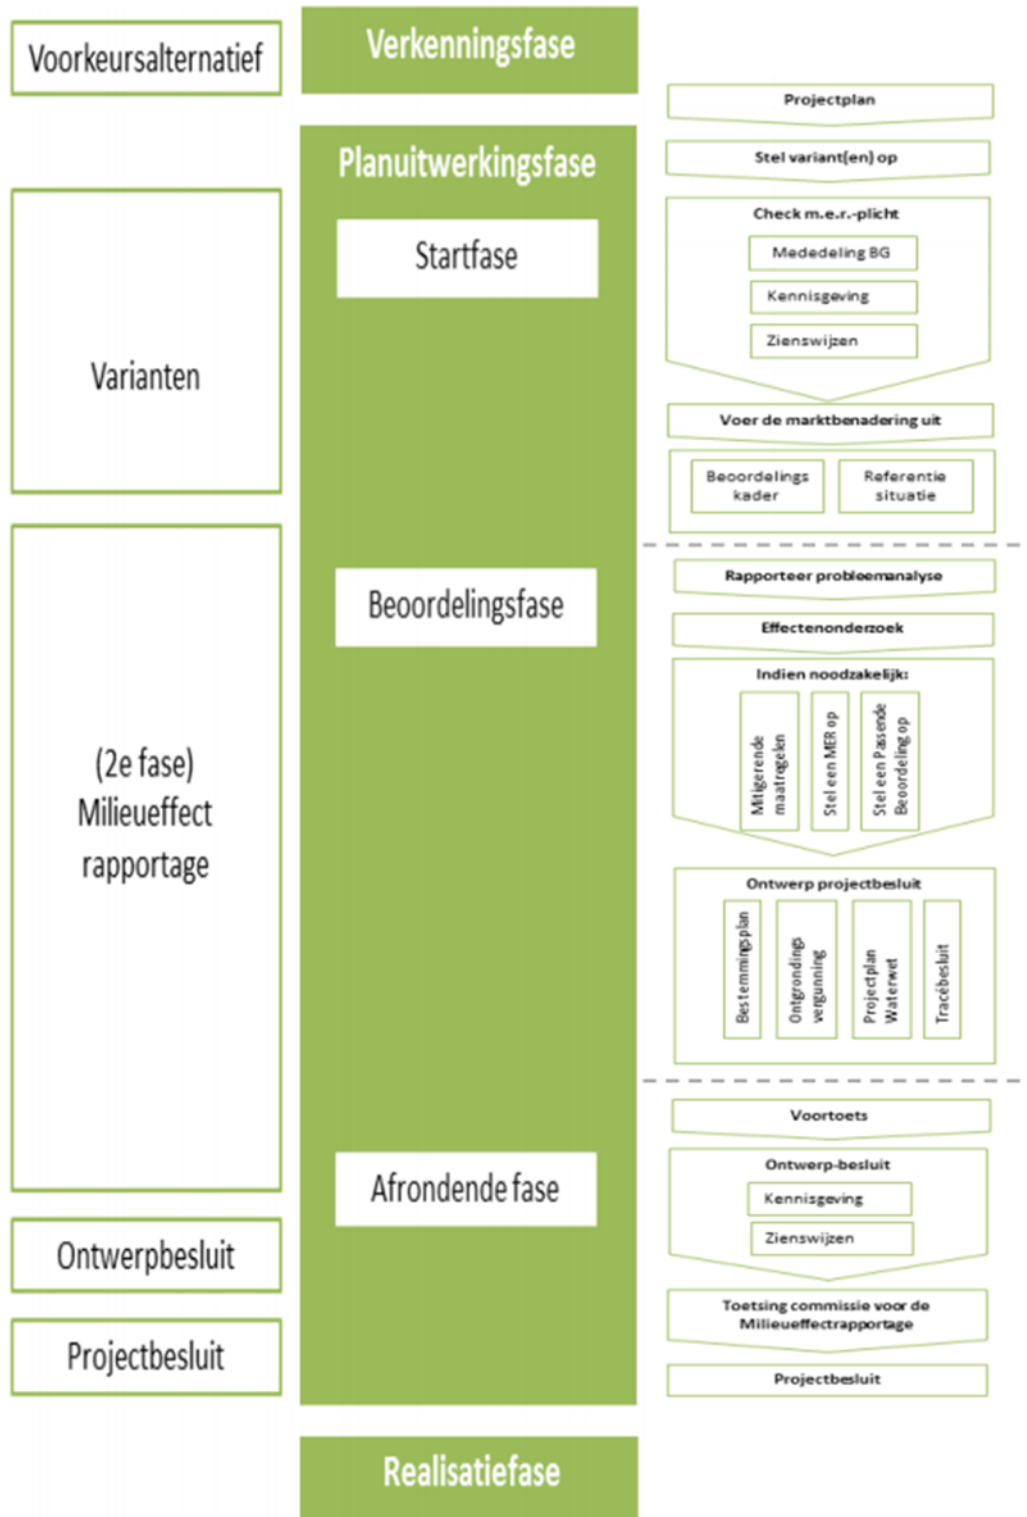 Voorkeursalternatief
Varianten
(2e fase)
Milieueffect
rapportage
Ontwerpbesluit
Projectbesluit
Verkenningsfase
Planuitwerkingsfase
Startfase
Beoordelingsfase
Afrondende fase
Realisatiefase
Projectplan
Stel variant(en) op
Check m.e.r.-plicht
Mededeling BG
Kennisgeving
Zienswijzen
Voer de marktbenadering uit
Beoordelings
kader
Referentie
situatie
Rapporteer probleemanalyse
Effectenonderzoek
Indien noodzakelijk:
Mitigerende
maatregelen
Stel een MER op
Stel een Passende
Beoordeling op
Ontwerp projectbesluit
Bestemmingsplan
Ontgrondings
vergunning
Projectplan
Waterwet
Tracébesluit
Voortoets
Ontwerp-besluit
Kennisgeving
Zienswijzen
Toetsing commissie voor de
Milieueffectrapportage
Projectbesluit